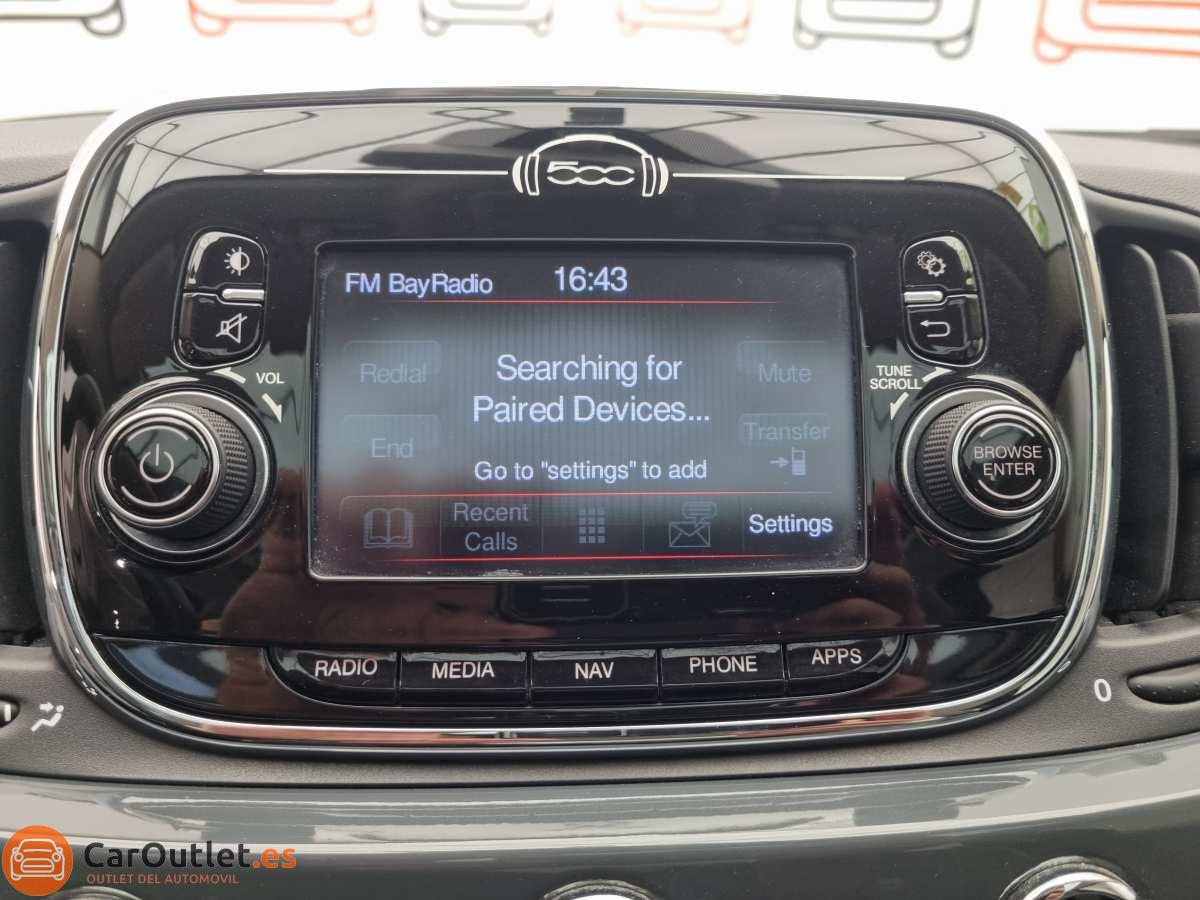 500
FM BayRadio 16:43
Redial
Searching for
Paired Devices...
Mute
End
Transfer
Go to "settings" to add
Recent
Calls
Settings
VOL
TUNE
SCROLL
BROWSE
ENTER
RADIO MEDIA NAV PHONE APPS
0
CarOutlet.es
OUTLET DEL AUTOMOVIL